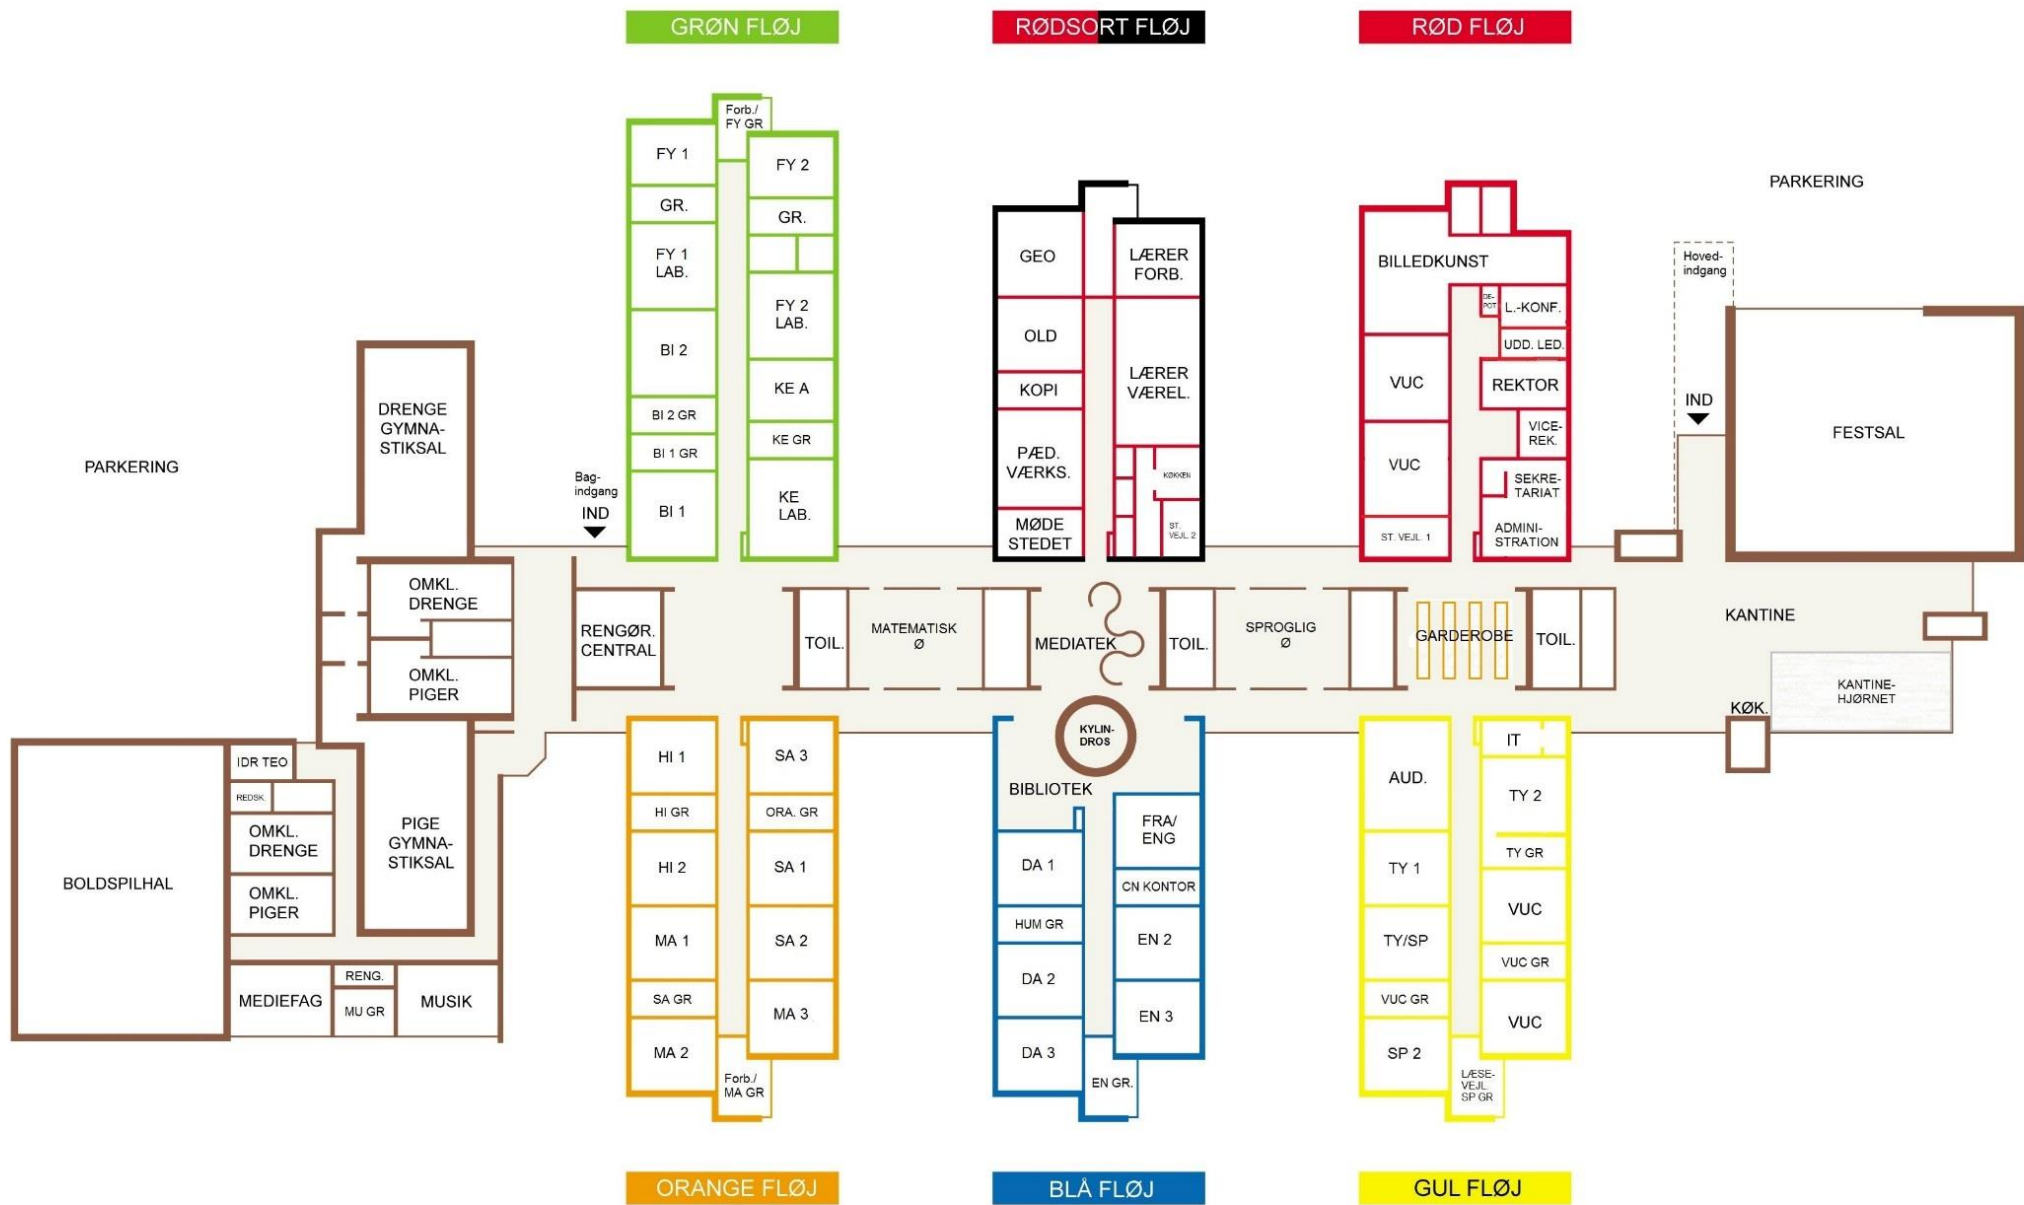 GRØN FLØJ
RØDSORT FLØJ
RØD FLØJ
Forb./
FY GR
FY 1
FY 2
GR.
GR.
FY 1
LAB.
FY 2
LAB.
BI 2
KE A
BI 2 GR
KE GR
BI 1 GR
BI 1
KE
LAB.
GEO
LÆRER
FORB.
OLD
KOPI
LÆRER
VÆREL.
PÆD.
VÆRKS.
KØKKEN
MØDE
STEDET
ST.
VEJL. 2
BILLEDKUNST
DE-
POT
L.-KONF.
UDD. LED.
VUC
REKTOR
VICE-
REK.
VUC
SEKRE-
TARIAT
ST. VEJL. 1
ADMINI-
STRATION
PARKERING
Hoved-
indgang
IND
FESTSAL
PARKERING
DRENGE
GYMNA-
STIKSAL
Bag-
indgang
IND
OMKL.
DRENGE
OMKL.
PIGER
RENGØR.
CENTRAL
TOIL.
MATEMATISK
Ø
MEDIATEK
TOIL.
SPROGLIG
Ø
GARDEROBE
TOIL.
KANTINE
KANTINE-
HJØRNET
KØK.
KYLIN-
DROS
IDR TEO
REDSK.
OMKL.
DRENGE
OMKL.
PIGER
PIGE
GYMNA-
STIKSAL
BOLDSPILHAL
MEDIEFAG
RENG.
MU GR
MUSIK
HI 1
SA 3
HI GR
ORA. GR
HI 2
SA 1
MA 1
SA 2
SA GR
MA 3
MA 2
Forb./
MA GR
BIBLIOTEK
FRA/
ENG
DA 1
CN KONTOR
HUM GR
EN 2
DA 2
EN 3
DA 3
EN GR.
AUD.
IT
TY 2
TY GR
TY 1
VUC
TY/SP
VUC GR
VUC GR
VUC
SP 2
LÆSE-
VEJL.
SP GR
ORANGE FLØJ
BLÅ FLØJ
GUL FLØJ